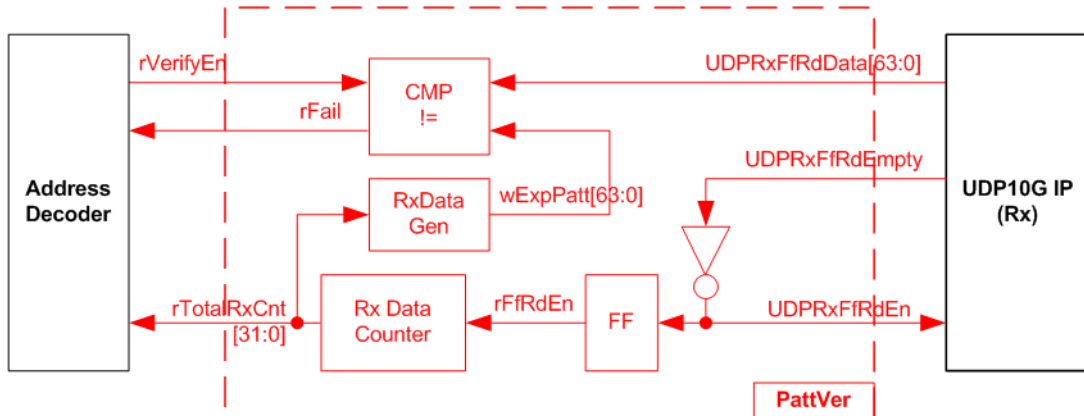 rVerifyEn
UDPRxFfRdData[63:0]
CMP
!=
rFail
UDPRxFfRdEmpty
Address
Decoder
RxData
Gen
wExpPatt[63:0]
UDP10G IP
(Rx)
rTotalRxCnt
[31:0]
Rx Data
Counter
rFfRdEn
FF
UDPRxFfRdEn
PattVer